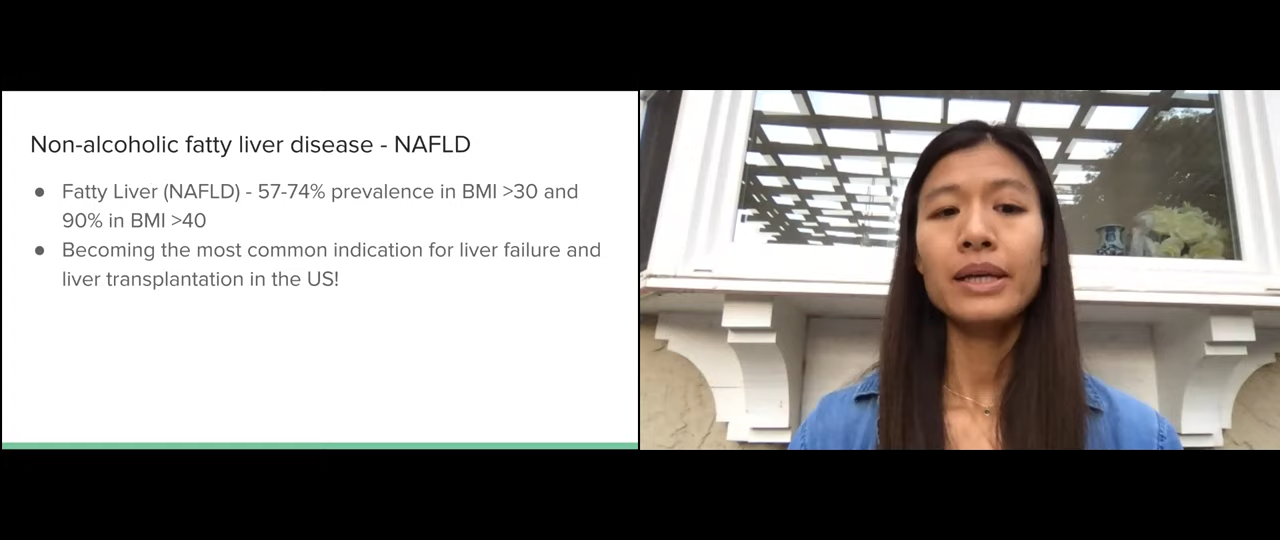 Non-alcoholic fatty liver disease - NAFLD
● Fatty Liver (NAFLD) - 57-74% prevalence in BMI >30 and
90% in BMI >40
● Becoming the most common indication for liver failure and
liver transplantation in the US!